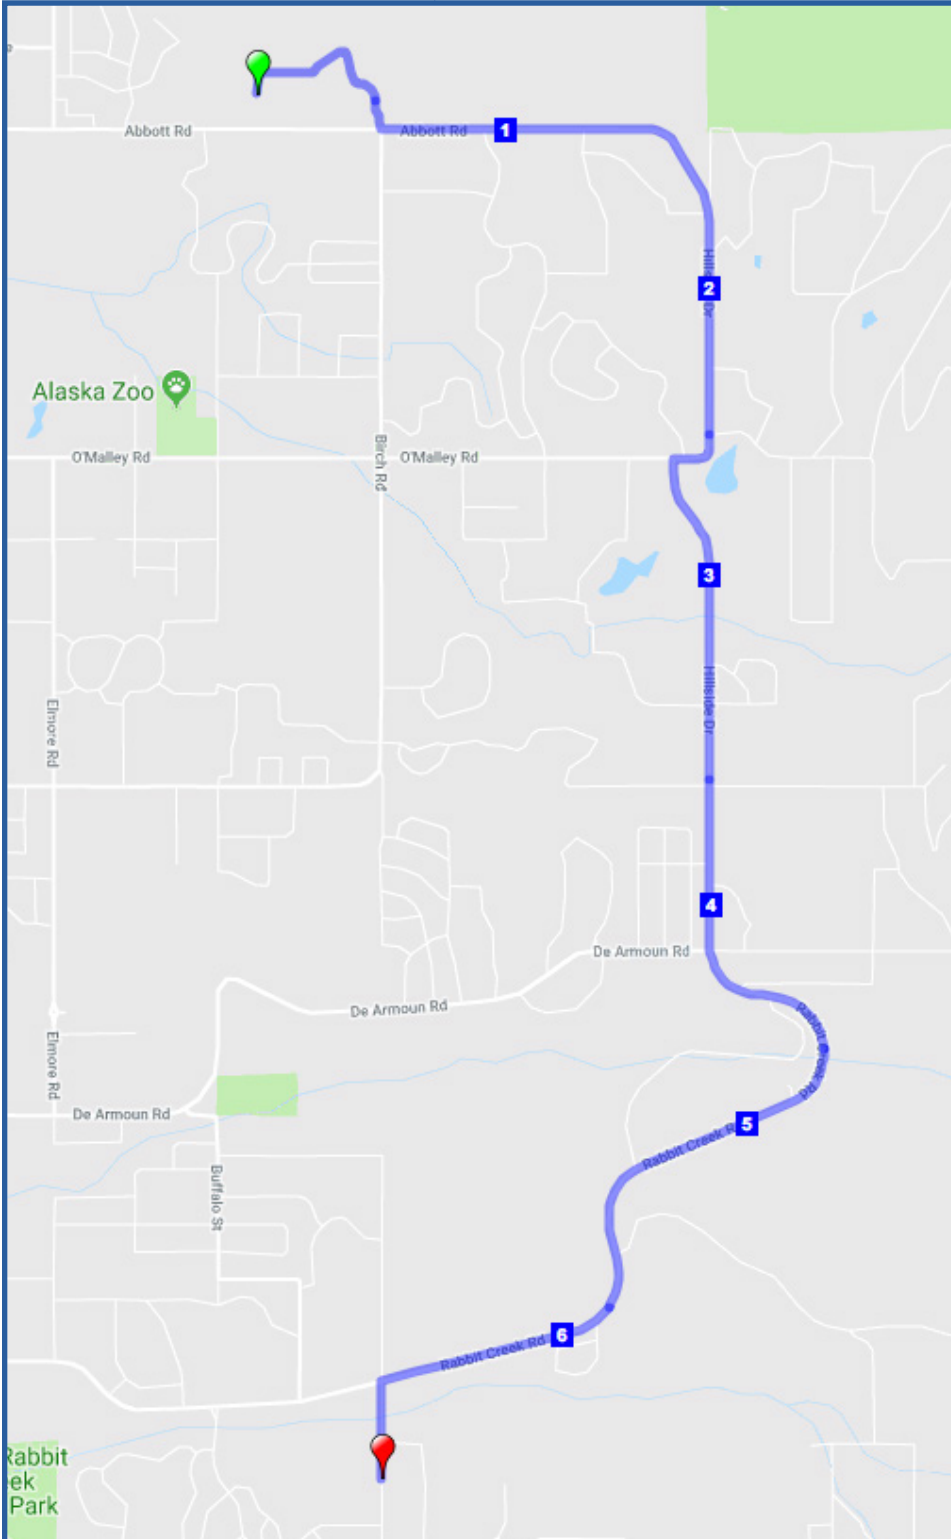 Abbott Rd
Abbott Rd
1
Hillside Dr
2
Alaska Zoo
O'Malley Rd
Birch Rd
O'Malley Rd
3
Elmore Rd
Hillside Dr
4
De Armoun Rd
De Armoun Rd
Rabbit Creek Rd
Elmore Rd
De Armoun Rd
5
Rabbit Creek R
Buffalo St
6
Rabbit Creek Rd
Rabbit
ek
Park